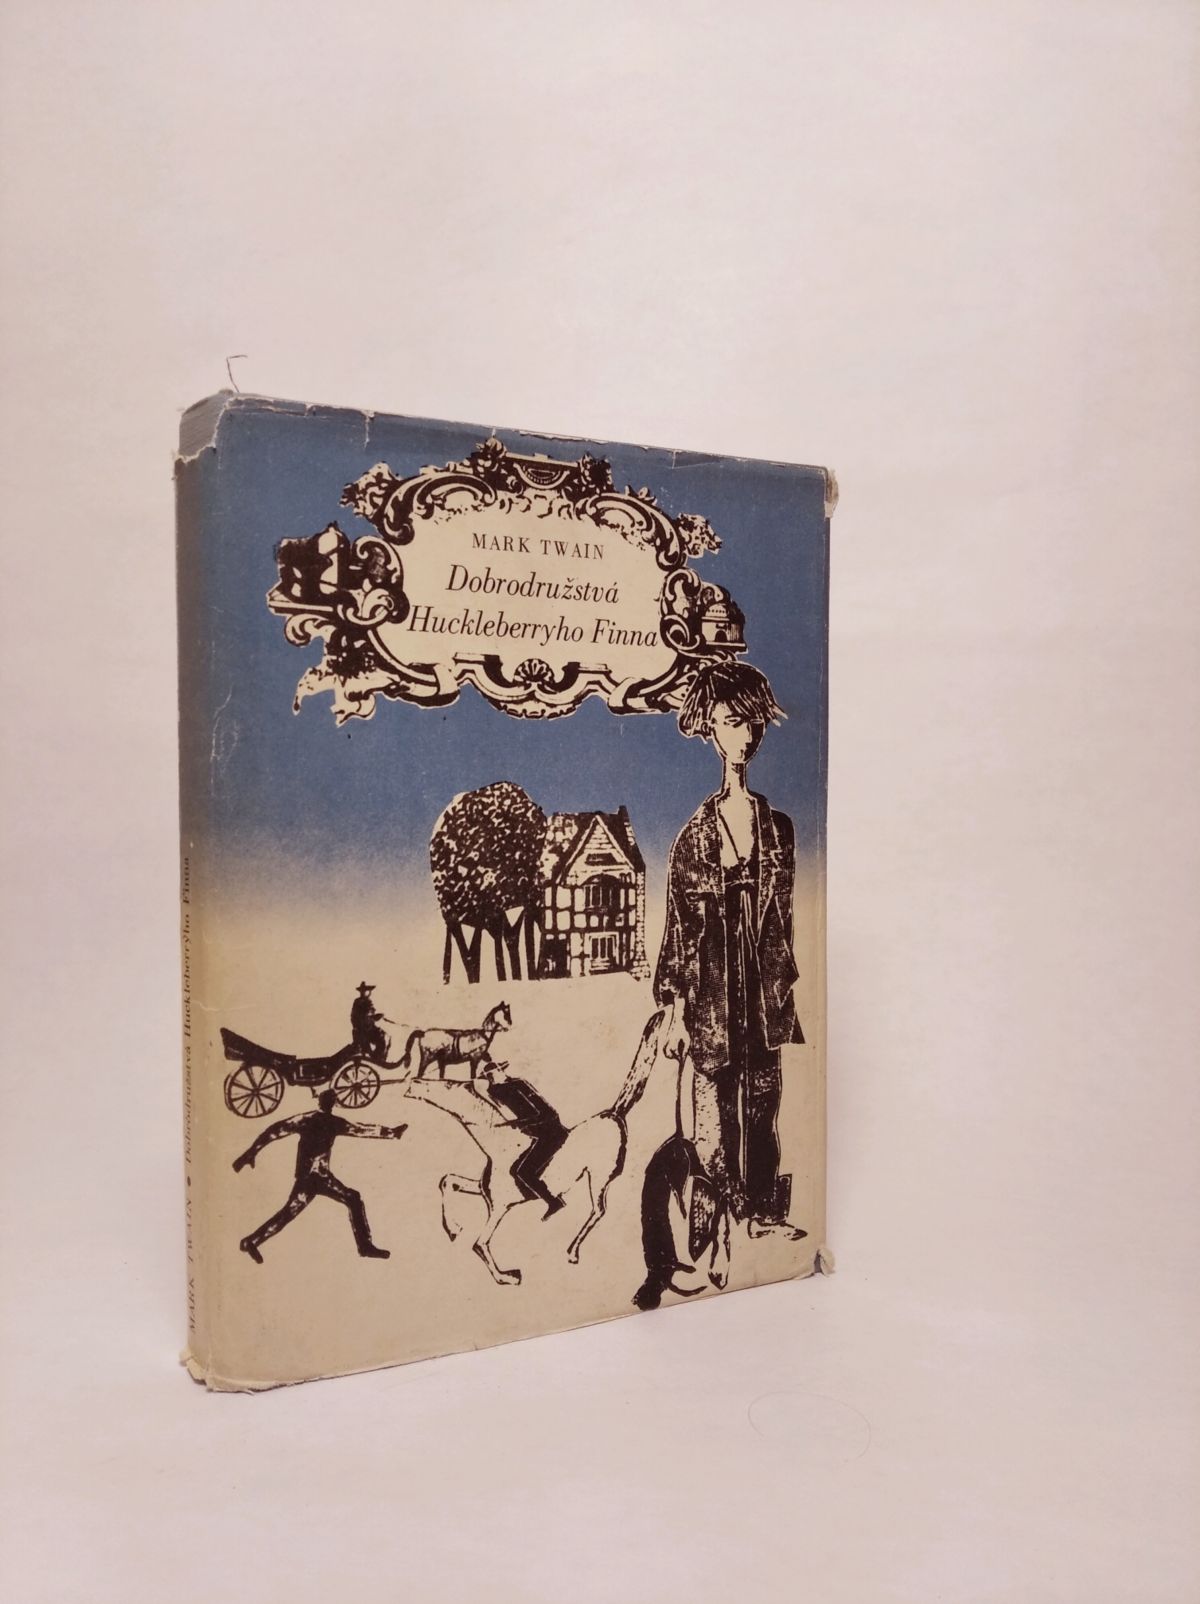 MARK TWAIN
Dobrodružstvá
Huckleberryho Finna
MARK TWAIN • Dobrodružstvá Huckleberryho Finna